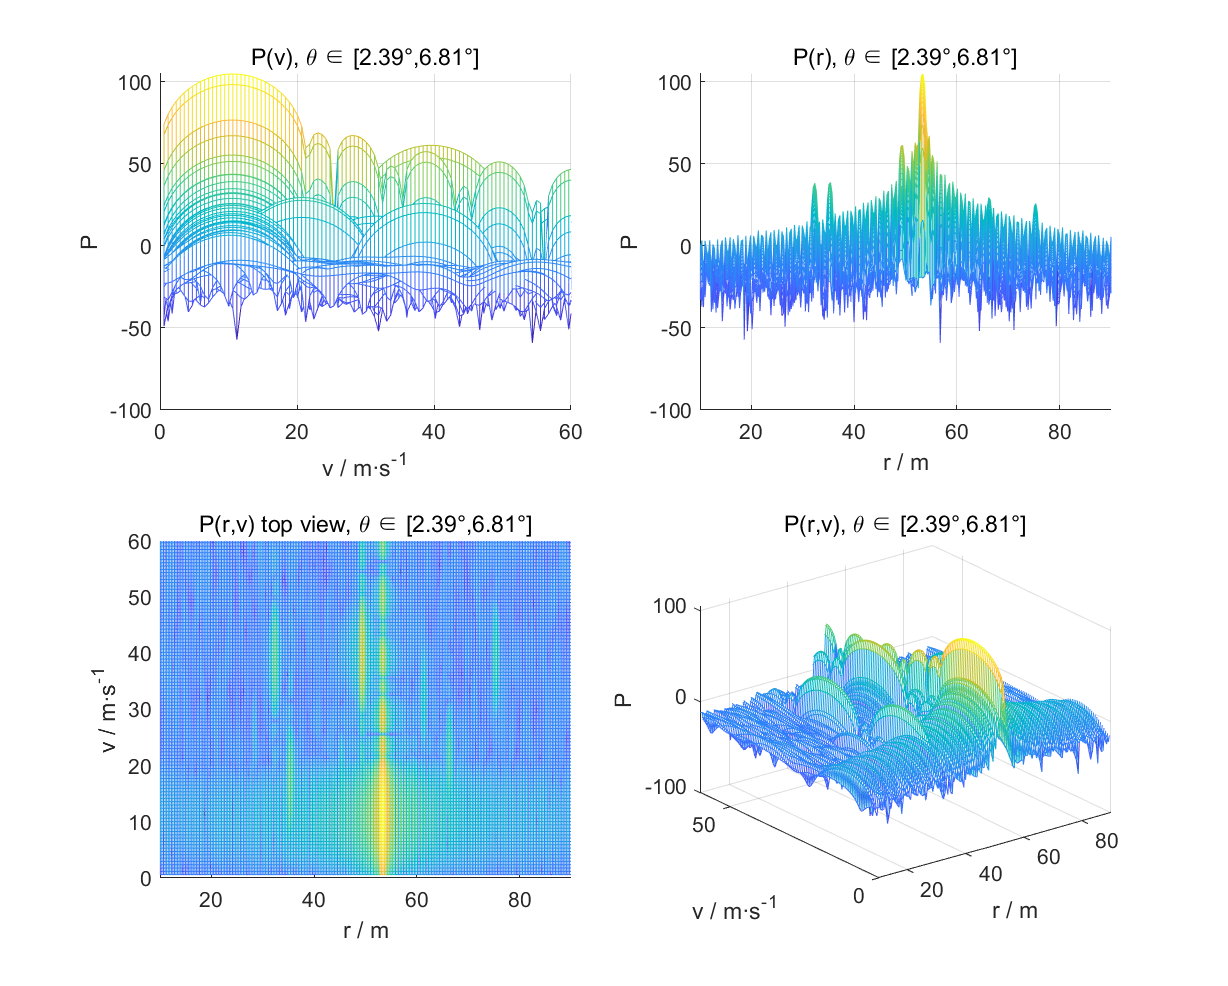 P(v), θ ∈ [2.39°,6.81°]
100
50
0
-50
-100
P
0 20 40 60
v / m·s⁻¹
P(r), θ ∈ [2.39°,6.81°]
100
50
0
-50
-100
P
20 40 60 80
r / m
P(r,v) top view, θ ∈ [2.39°,6.81°]
60
50
40
30
20
10
0
v / m·s⁻¹
20 40 60 80
r / m
P(r,v), θ ∈ [2.39°,6.81°]
100
0
-100
P
50
0
v / m·s⁻¹
20 40 60 80
r / m